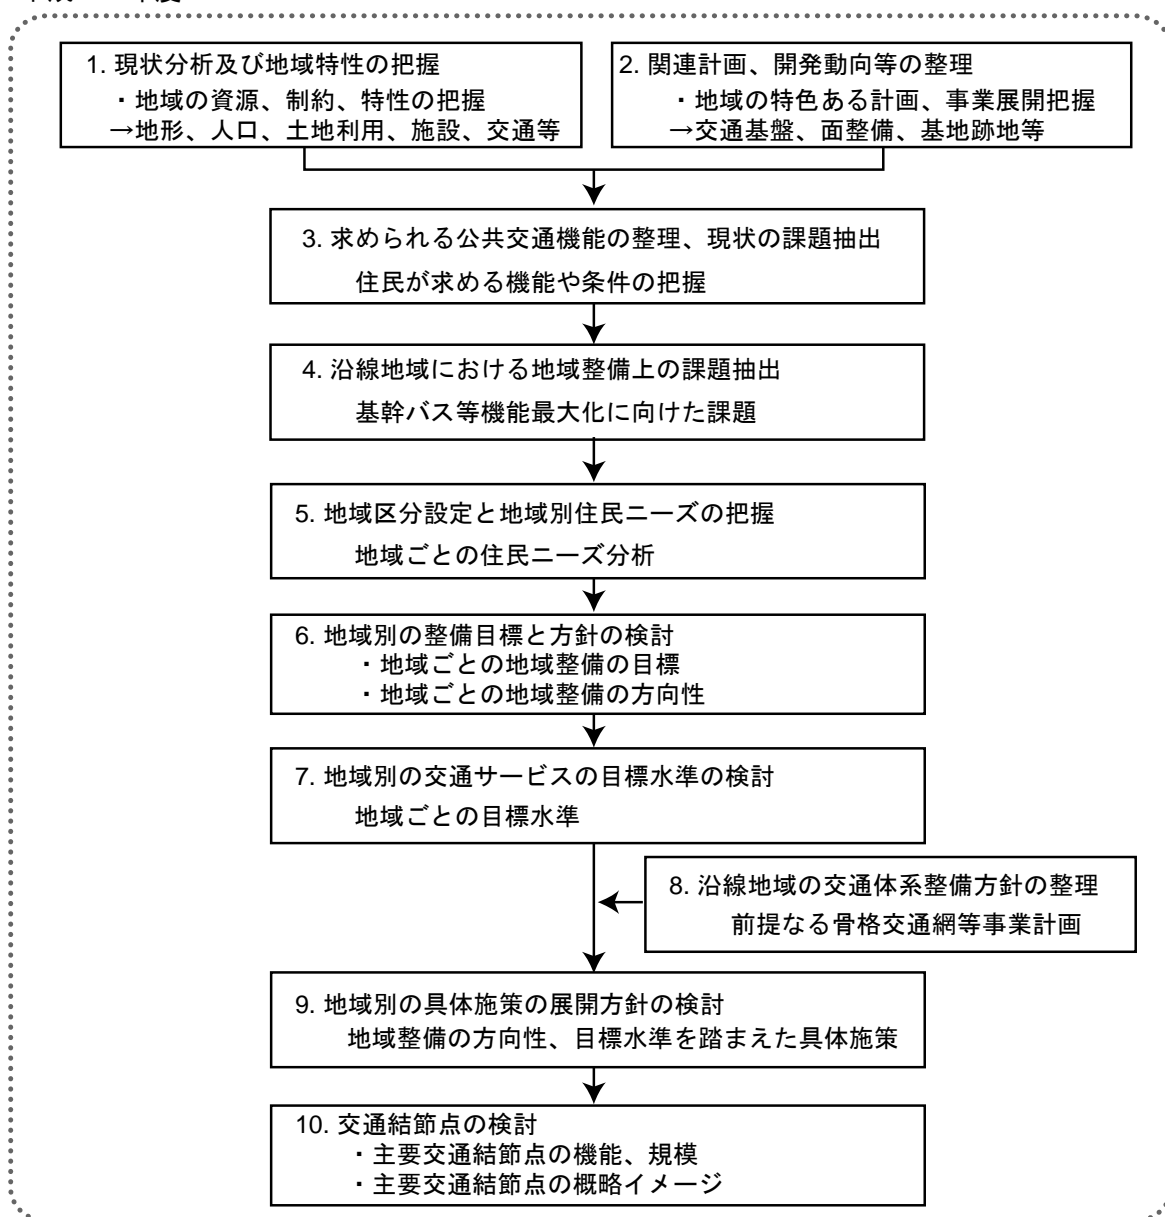 1. 現状分析及び地域特性の把握
・地域の資源、制約、特性の把握
→地形、人口、土地利用、施設、交通等
2. 関連計画、開発動向等の整理
・地域の特色ある計画、事業展開把握
→交通基盤、面整備、基地跡地等
3. 求められる公共交通機能の整理、現状の課題抽出
住民が求める機能や条件の把握
4. 沿線地域における地域整備上の課題抽出
基幹バス等機能最大化に向けた課題
5. 地域区分設定と地域別住民ニーズの把握
地域ごとの住民ニーズ分析
6. 地域別の整備目標と方針の検討
・地域ごとの地域整備の目標
・地域ごとの地域整備の方向性
7. 地域別の交通サービスの目標水準の検討
地域ごとの目標水準
8. 沿線地域の交通体系整備方針の整理
前提なる骨格交通網等事業計画
9. 地域別の具体施策の展開方針の検討
地域整備の方向性、目標水準を踏まえた具体施策
10. 交通結節点の検討
・主要交通結節点の機能、規模
・主要交通結節点の概略イメージ